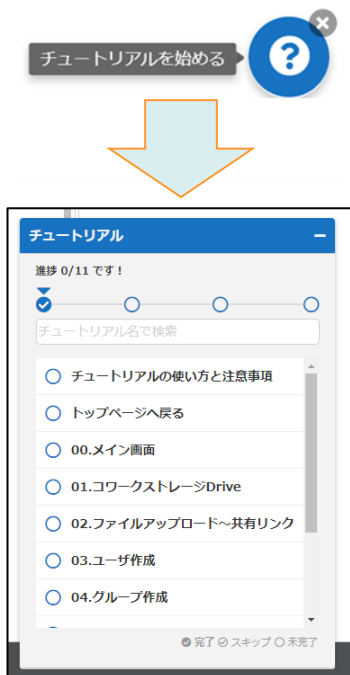 チュートリアルを始める
チュートリアル
進捗 0/11 です！
チュートリアル名で検索
チュートリアルの使い方と注意事項
トップページへ戻る
00.メイン画面
01.コワークストレージDrive
02.ファイルアップロード～共有リンク
03.ユーザ作成
04.グループ作成
完了 スキップ 未完了